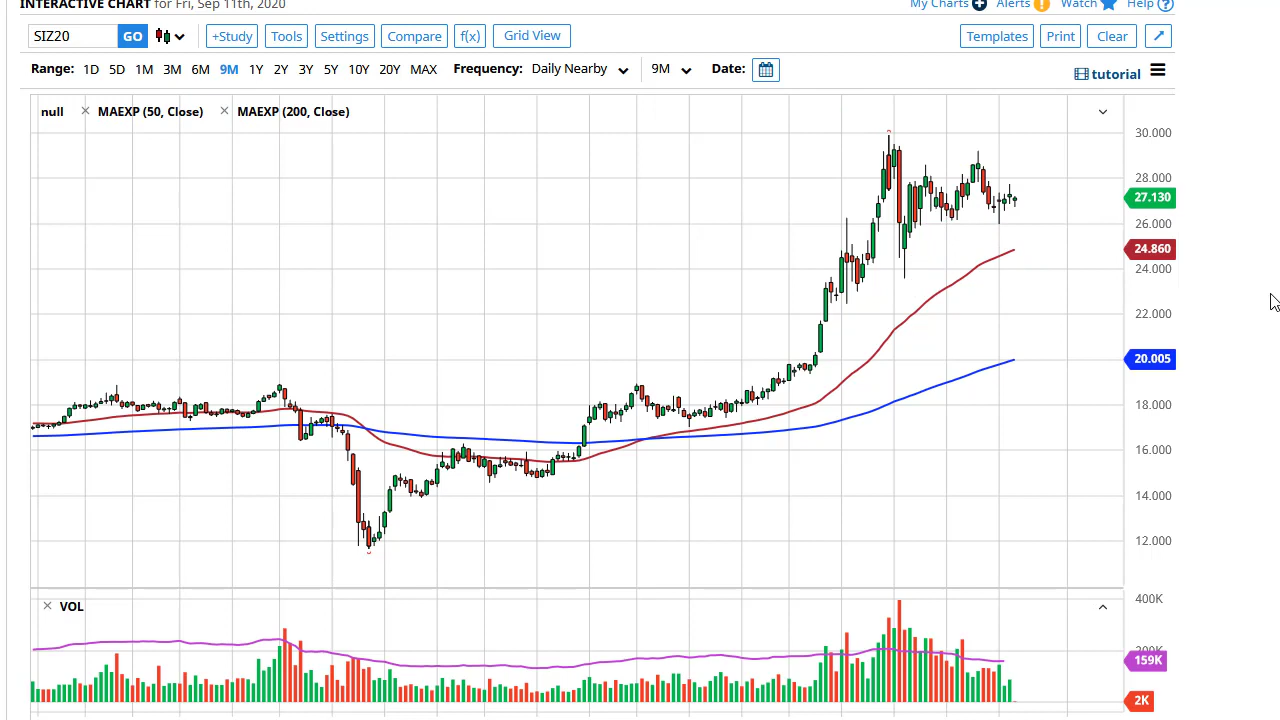 INTERACTIVE CHART for Fri, Sep 11th, 2020 My Charts Alerts Watch Help
SIZ20 GO +Study Tools Settings Compare f(x) Grid View Templates Print Clear
Range: 1D 5D 1M 3M 6M 9M 1Y 2Y 3Y 5Y 10Y 20Y MAX Frequency: Daily Nearby 9M Date: tutorial
null × MAEXP (50, Close) × MAEXP (200, Close)
30.000
28.000
27.130
26.000
24.860
24.000
22.000
20.005
18.000
16.000
14.000
12.000
× VOL
400K
159K
2K